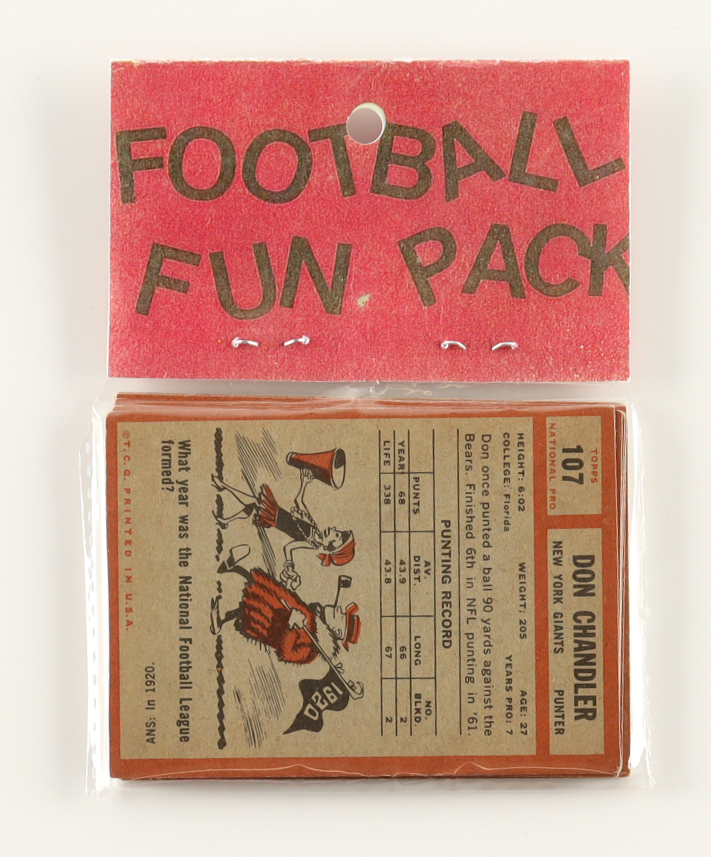 FOOTBALL
FUN PACK
TOPPS
107
NATIONAL PRO
DON CHANDLER
NEW YORK GIANTS PUNTER
HEIGHT: 6:02 WEIGHT: 205 AGE: 27
COLLEGE: Florida YEARS PRO: 7
Don once punted a ball 90 yards against the
Bears. Finished 6th in NFL punting in '61.
PUNTING RECORD
PUNTS AV. DIST. LONG NO. BLKD.
YEAR 68 43.9 66 2
LIFE 338 43.8 67 2
1920
What year was the National Football League
formed?
ANS: in 1920.
©T.C.G. PRINTED IN U.S.A.